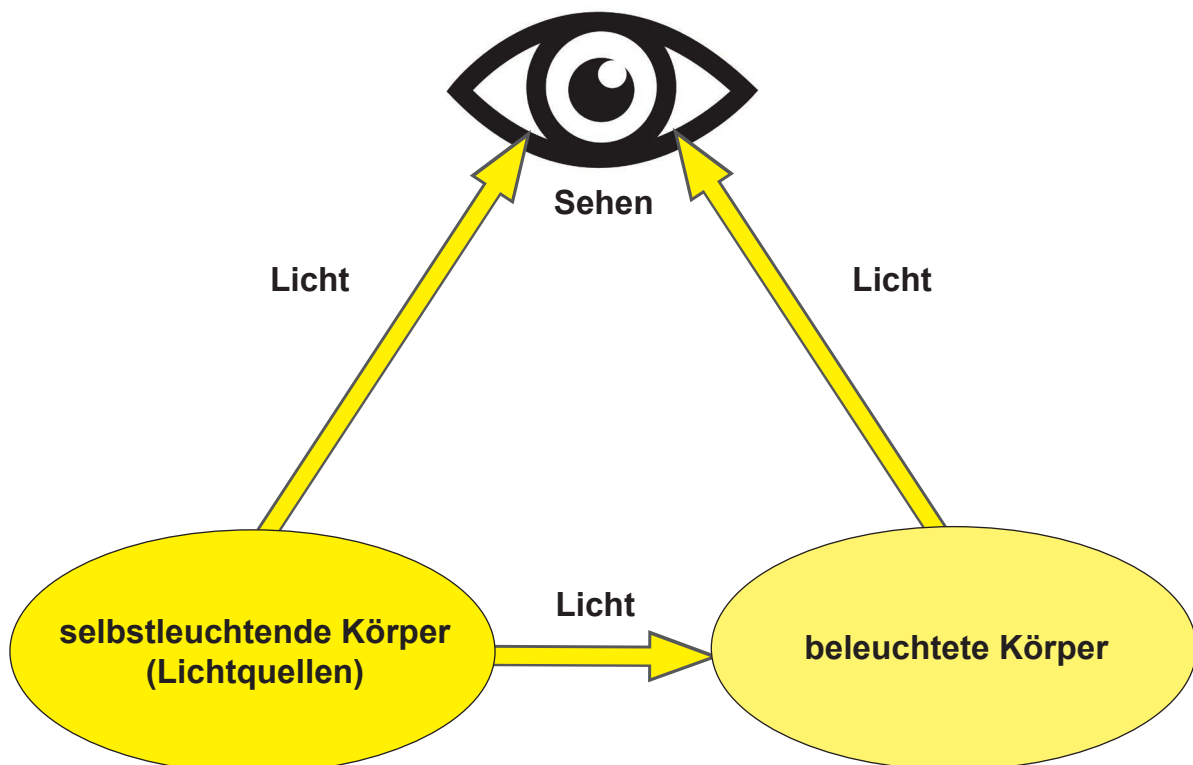 Sehen
Licht
Licht
Licht
selbstleuchtende Körper
(Lichtquellen)
beleuchtete Körper